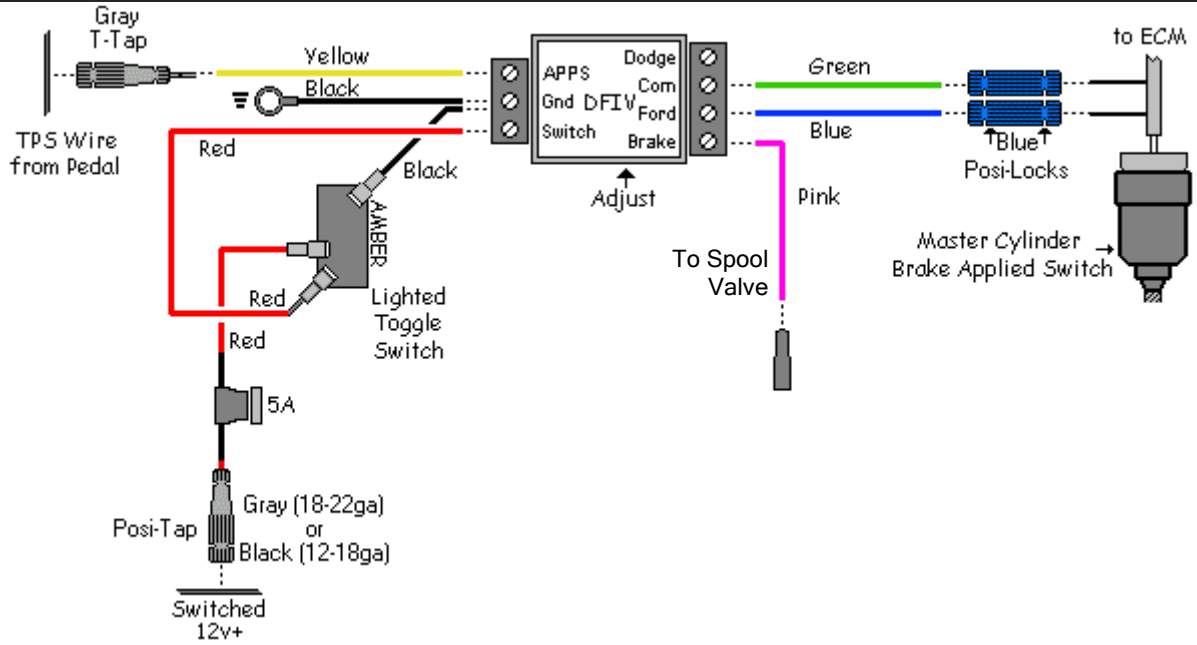 Gray
T-Tap
Yellow
Black
TPS Wire
from Pedal
Red
Black
APPS
Gnd
Switch
DFIV
Dodge
Com
Ford
Brake
Adjust
Green
Blue
Pink
Blue
Posi-Locks
to ECM
Master Cylinder
Brake Applied Switch
To Spool
Valve
AMBER
Lighted
Toggle
Switch
Red
Red
5A
Posi-Tap
Gray (18-22ga)
or
Black (12-18ga)
Switched
12v+